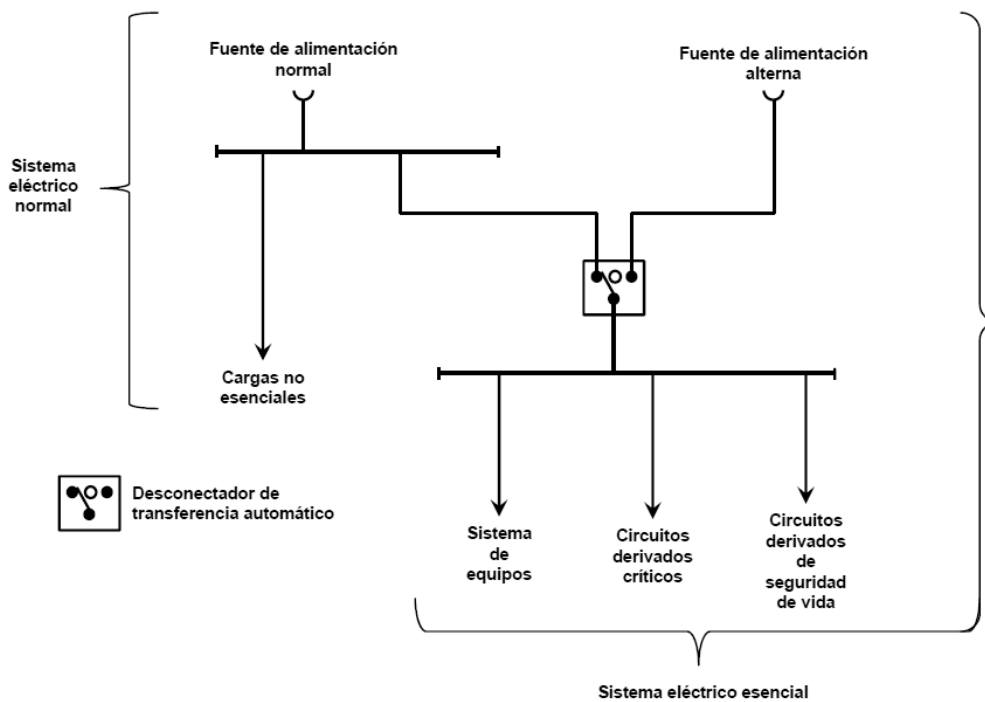 Fuente de alimentación
normal
Fuente de alimentación
alterna
Sistema
eléctrico
normal
Cargas no
esenciales
Desconectador de
transferencia automático
Sistema
de
equipos
Circuitos
derivados
críticos
Circuitos
derivados
de
seguridad
de vida
Sistema eléctrico esencial